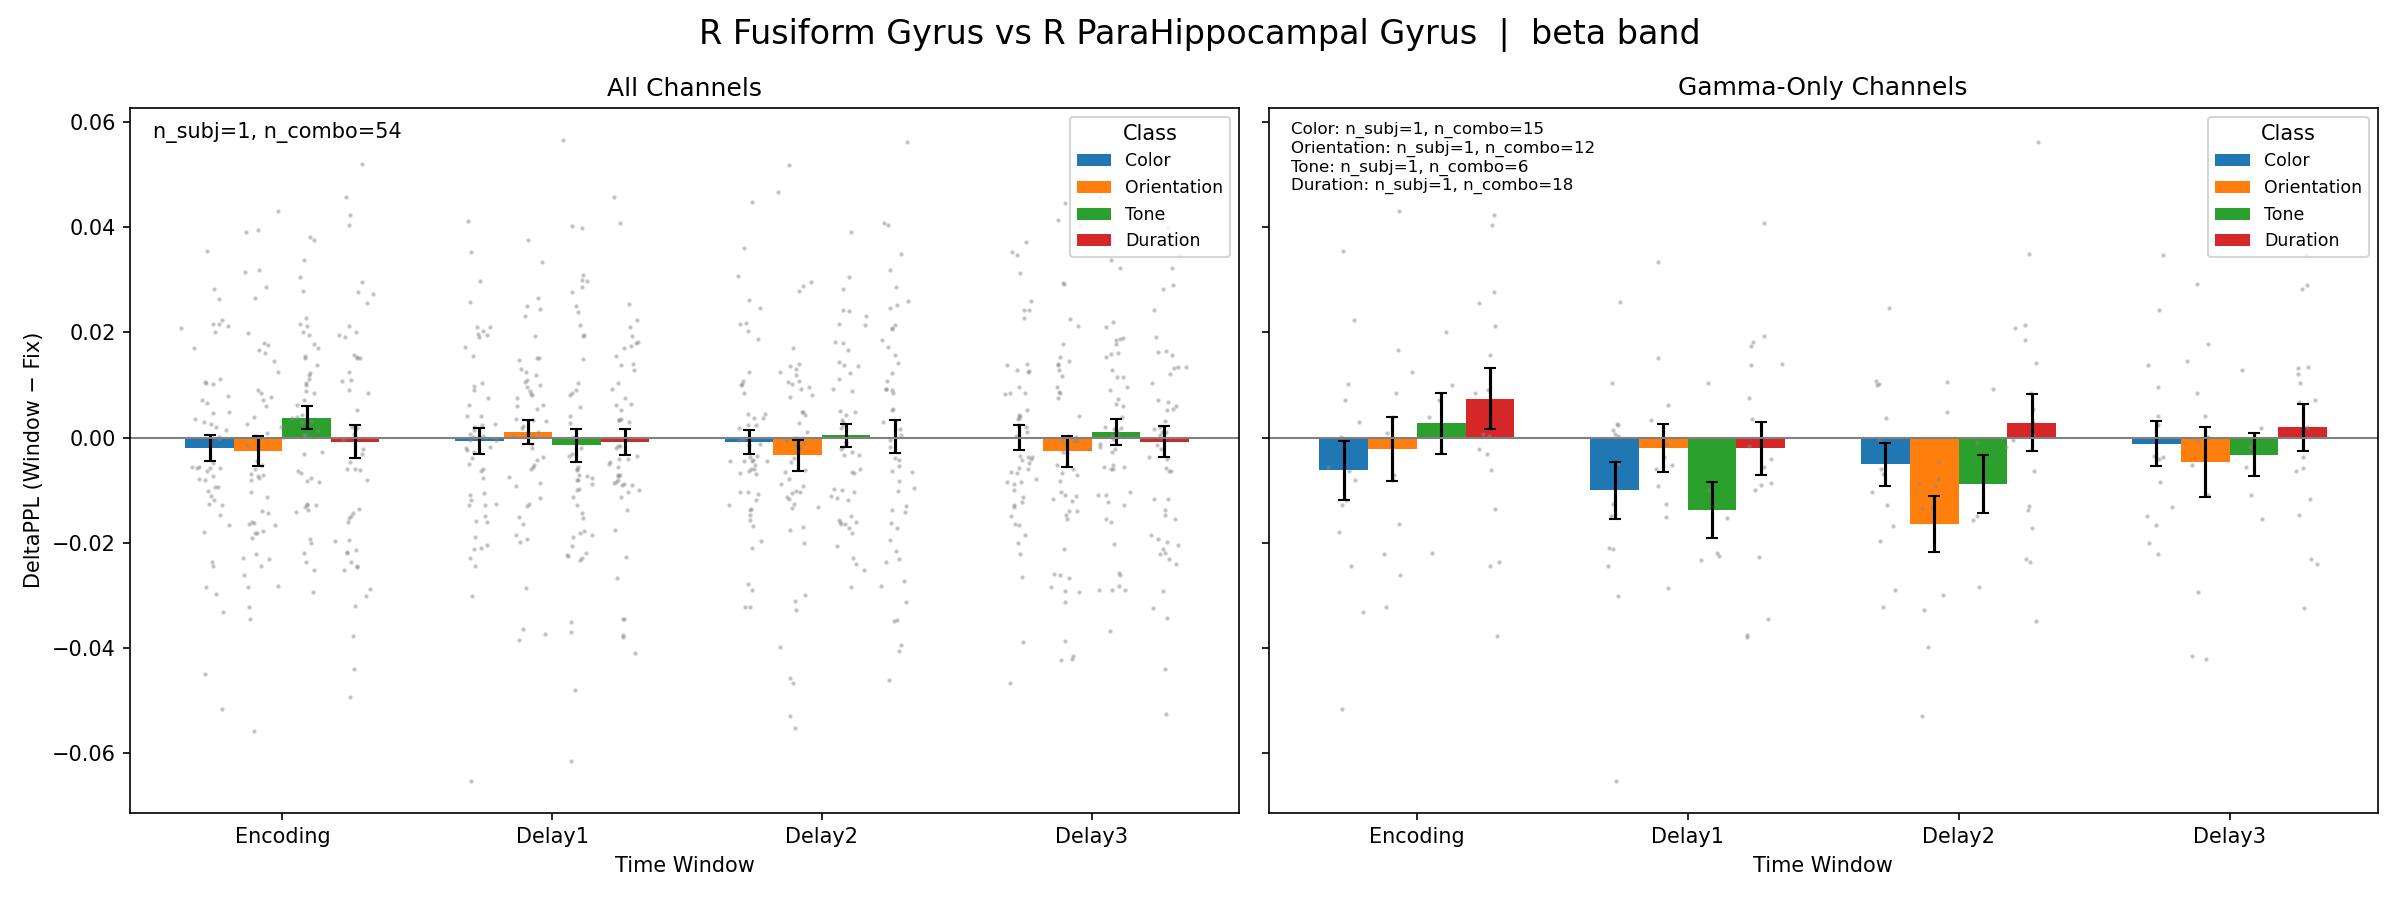 R Fusiform Gyrus vs R ParaHippocampal Gyrus | beta band
All Channels
n_subj=1, n_combo=54
Class
Color
Orientation
Tone
Duration
DeltaPPL (Window − Fix)
0.06
0.04
0.02
0.00
−0.02
−0.04
−0.06
Encoding
Delay1
Delay2
Delay3
Time Window
Gamma-Only Channels
Color: n_subj=1, n_combo=15
Orientation: n_subj=1, n_combo=12
Tone: n_subj=1, n_combo=6
Duration: n_subj=1, n_combo=18
Class
Color
Orientation
Tone
Duration
Encoding
Delay1
Delay2
Delay3
Time Window